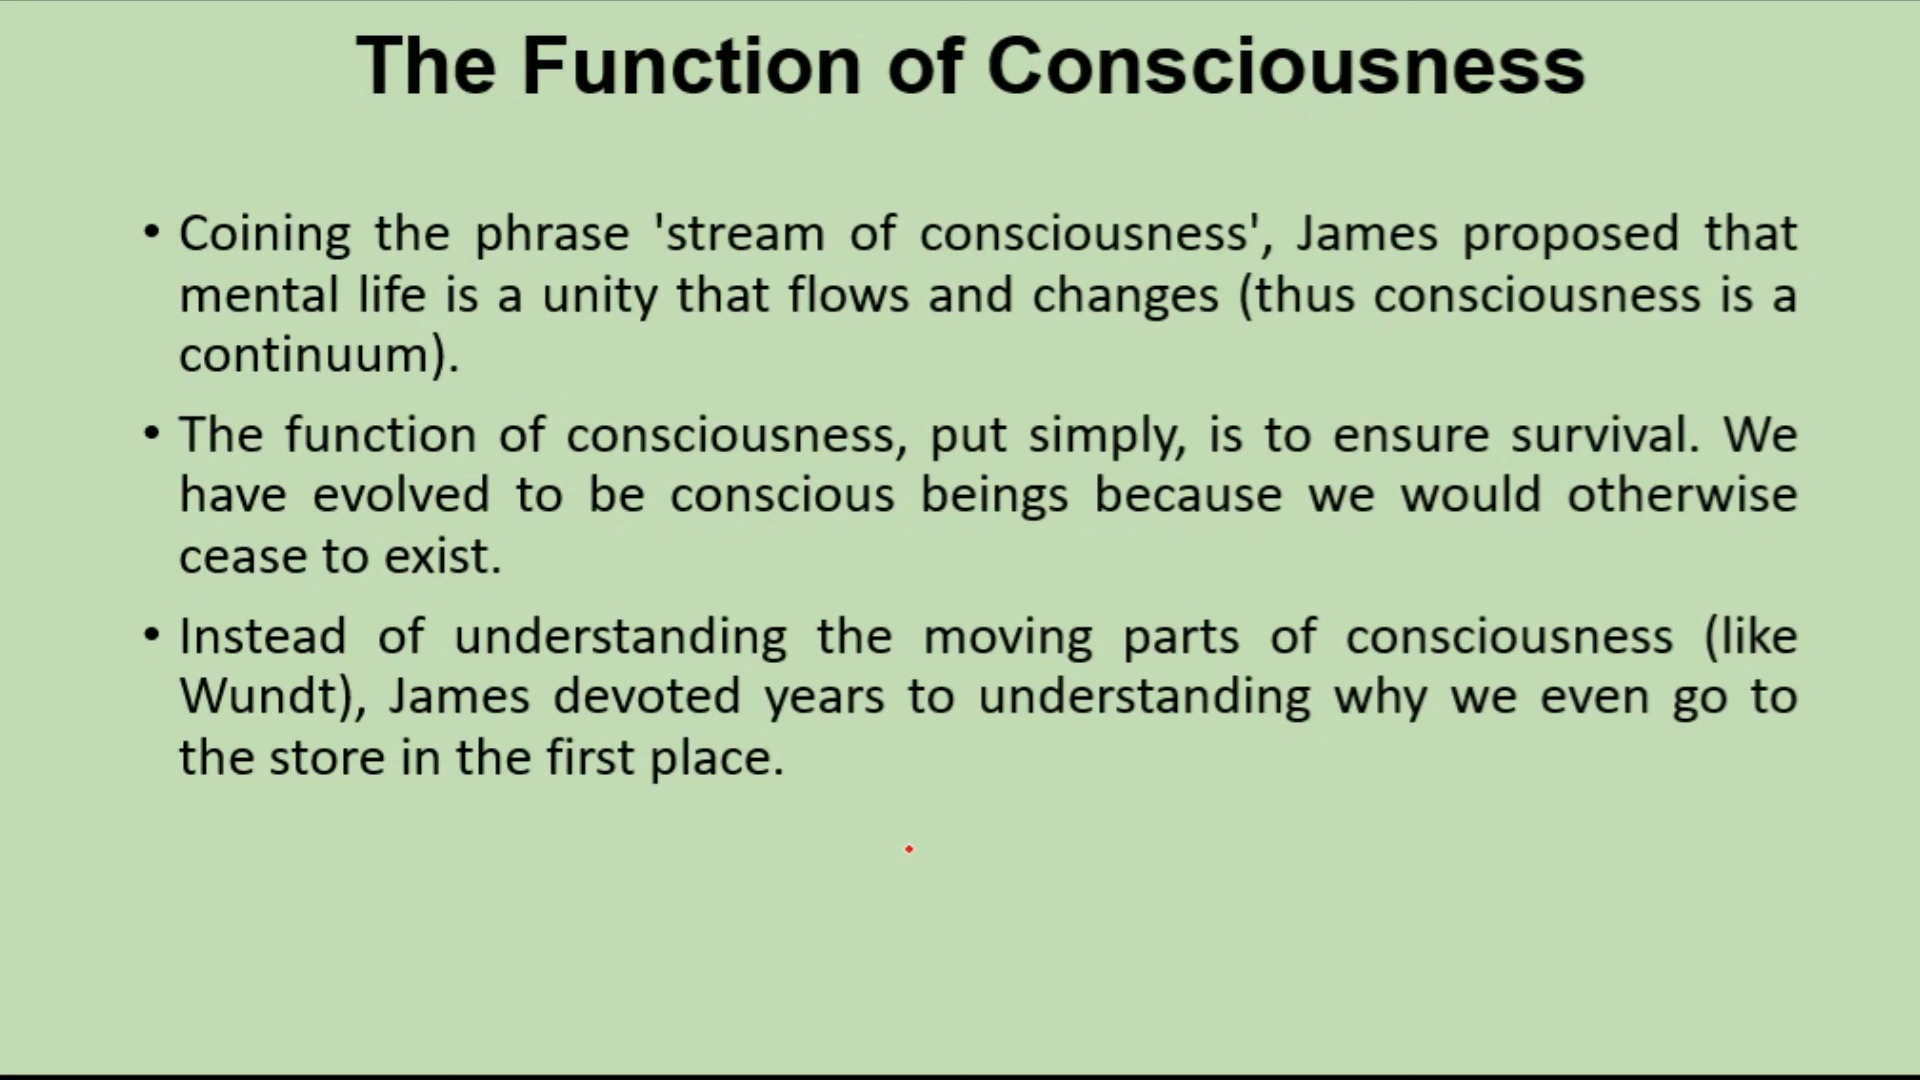 The Function of Consciousness
• Coining the phrase 'stream of consciousness', James proposed that
mental life is a unity that flows and changes (thus consciousness is a
continuum).
• The function of consciousness, put simply, is to ensure survival. We
have evolved to be conscious beings because we would otherwise
cease to exist.
• Instead of understanding the moving parts of consciousness (like
Wundt), James devoted years to understanding why we even go to
the store in the first place.